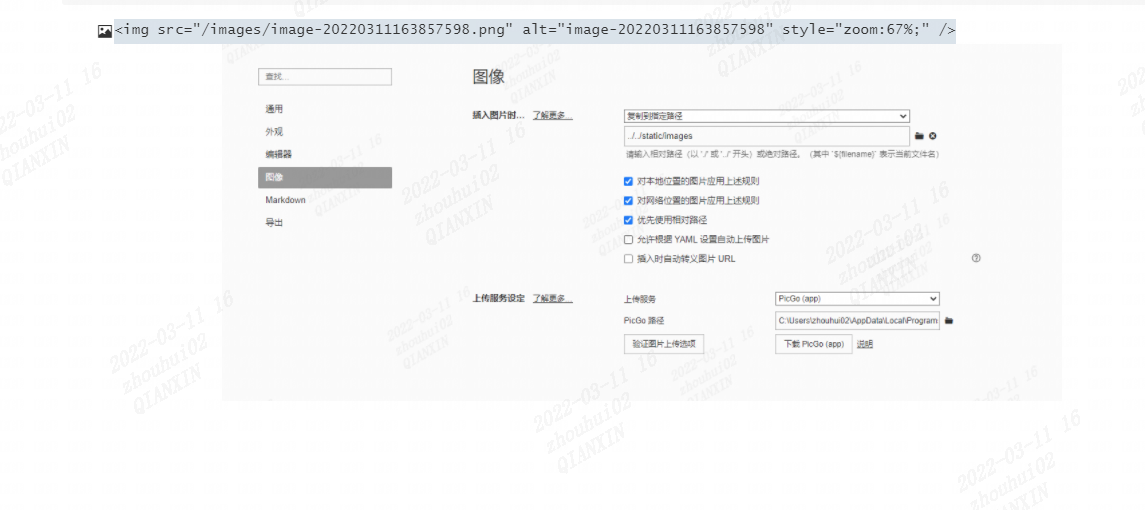 <img src="/images/image-20220311163857598.png" alt="image-20220311163857598" style="zoom:67%;" />
查找...
图像
通用
外观
编辑器
图像
Markdown
导出
插入图片时... 了解更多...
复制到指定路径
../../static/images
请输入相对路径（以 './' 或 '../' 开头）或绝对路径。（其中 `${filename}` 表示当前文件名）
对本地位置的图片应用上述规则
对网络位置的图片应用上述规则
优先使用相对路径
允许根据 YAML 设置自动上传图片
插入时自动转义图片 URL
上传服务设定 了解更多...
上传服务 PicGo (app)
PicGo 路径 C:\Users\zhouhui02\AppData\Local\Program
验证图片上传选项 下载 PicGo (app) 说明
2022-03-11 16
zhouhui02
QIANXIN